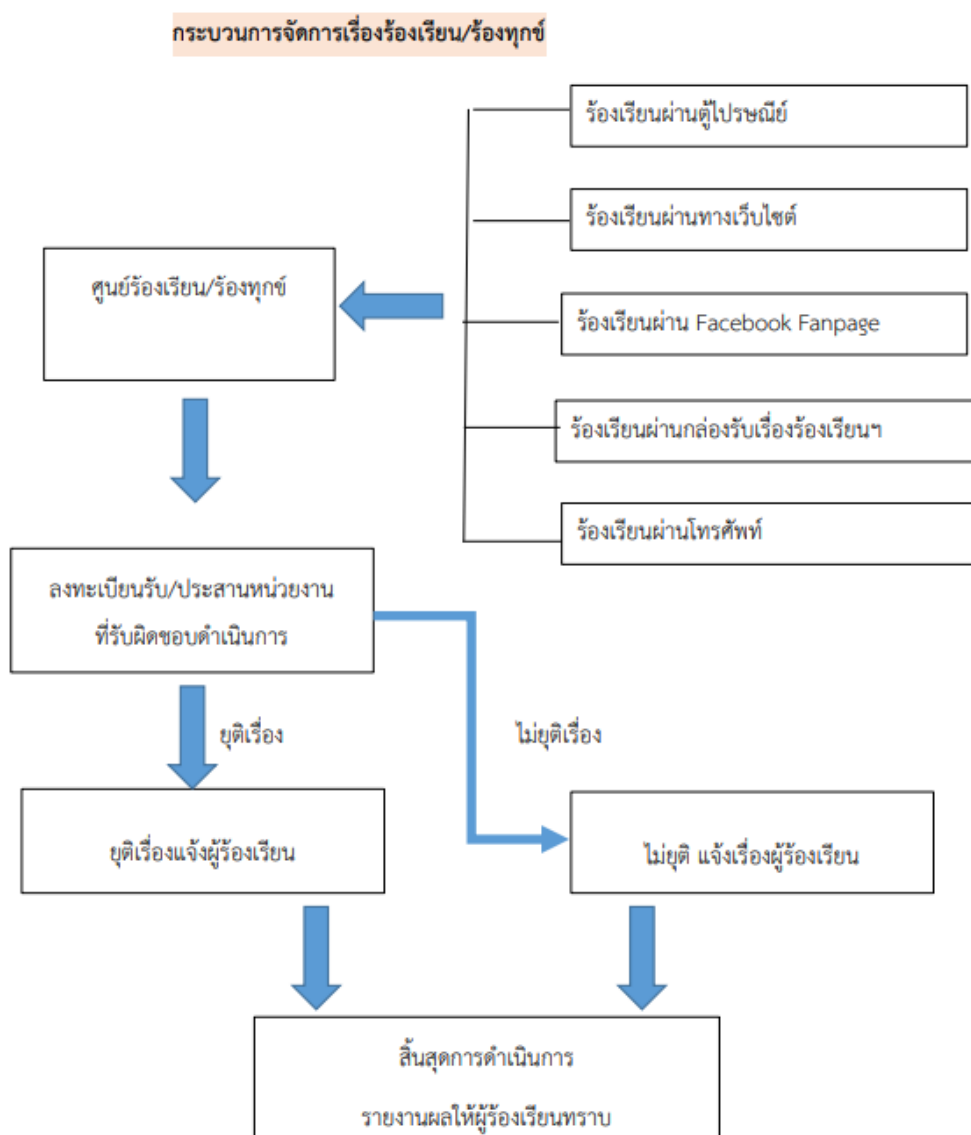 กระบวนการจัดการเรื่องร้องเรียน/ร้องทุกข์
ร้องเรียนผ่านตู้ไปรษณีย์
ร้องเรียนผ่านทางเว็บไซต์
ศูนย์ร้องเรียน/ร้องทุกข์
ร้องเรียนผ่าน Facebook Fanpage
ร้องเรียนผ่านกล่องรับเรื่องร้องเรียนฯ
ร้องเรียนผ่านโทรศัพท์
ลงทะเบียนรับ/ประสานหน่วยงาน
ที่รับผิดชอบดำเนินการ
ยุติเรื่อง
ไม่ยุติเรื่อง
ยุติเรื่องแจ้งผู้ร้องเรียน
ไม่ยุติ แจ้งเรื่องผู้ร้องเรียน
สิ้นสุดการดำเนินการ
รายงานผลให้ผู้ร้องเรียนทราบ